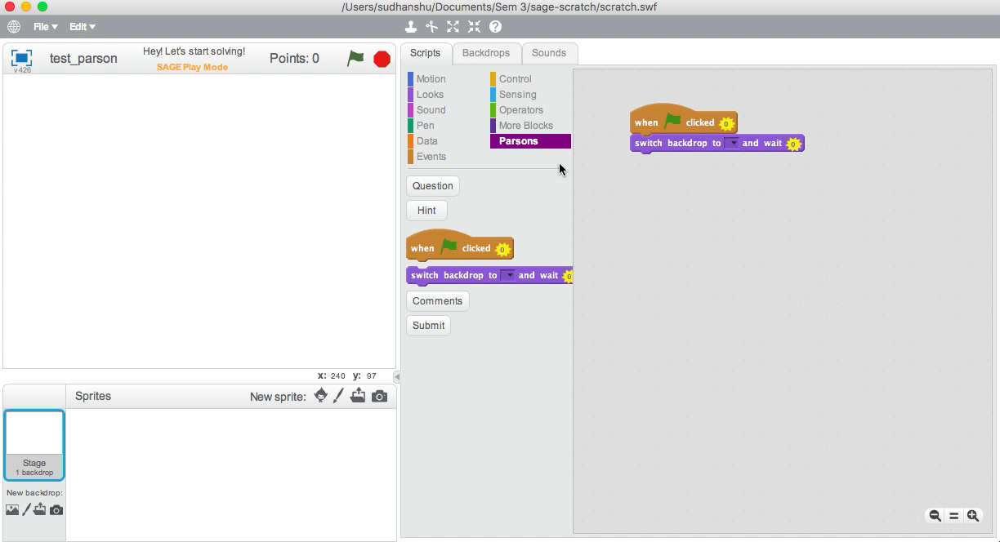 /Users/sudhanshu/Documents/Sem 3/sage-scratch/scratch.swf
File ▼ Edit ▼
v426
test_parson
Hey! Let's start solving!
SAGE Play Mode
Points: 0
Scripts Backdrops Sounds
Motion Control
Looks Sensing
Sound Operators
Pen More Blocks
Data Parsons
Events
Question
Hint
when clicked 0
switch backdrop to and wait 0
Comments
Submit
when clicked 0
switch backdrop to and wait 0
x: 240 y: 97
Sprites New sprite:
Stage
1 backdrop
New backdrop: